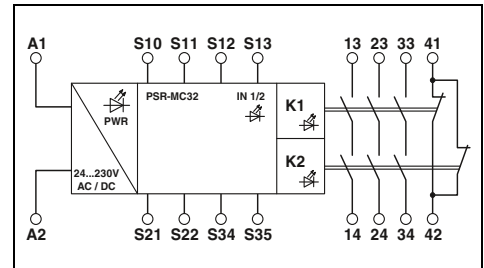 A1 S10 S11 S12 S13 13 23 33 41
PSR-MC32 IN 1/2
PWR
K1
K2
24...230V
AC / DC
A2 S21 S22 S34 S35 14 24 34 42